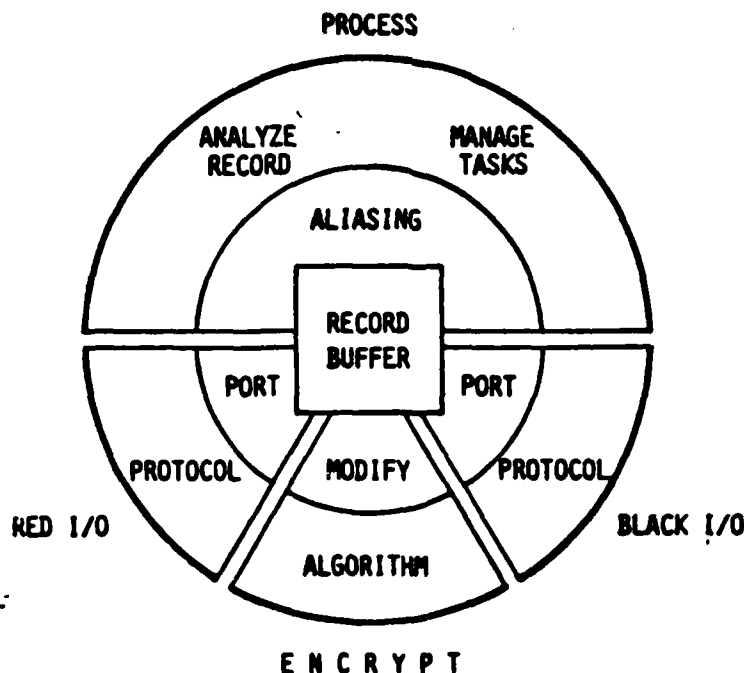 PROCESS
ANALYZE
RECORD
MANAGE
TASKS
ALIASING
RECORD
BUFFER
PORT
PORT
PROTOCOL
MODIFY
PROTOCOL
RED I/O
BLACK I/O
ALGORITHM
E N C R Y P T